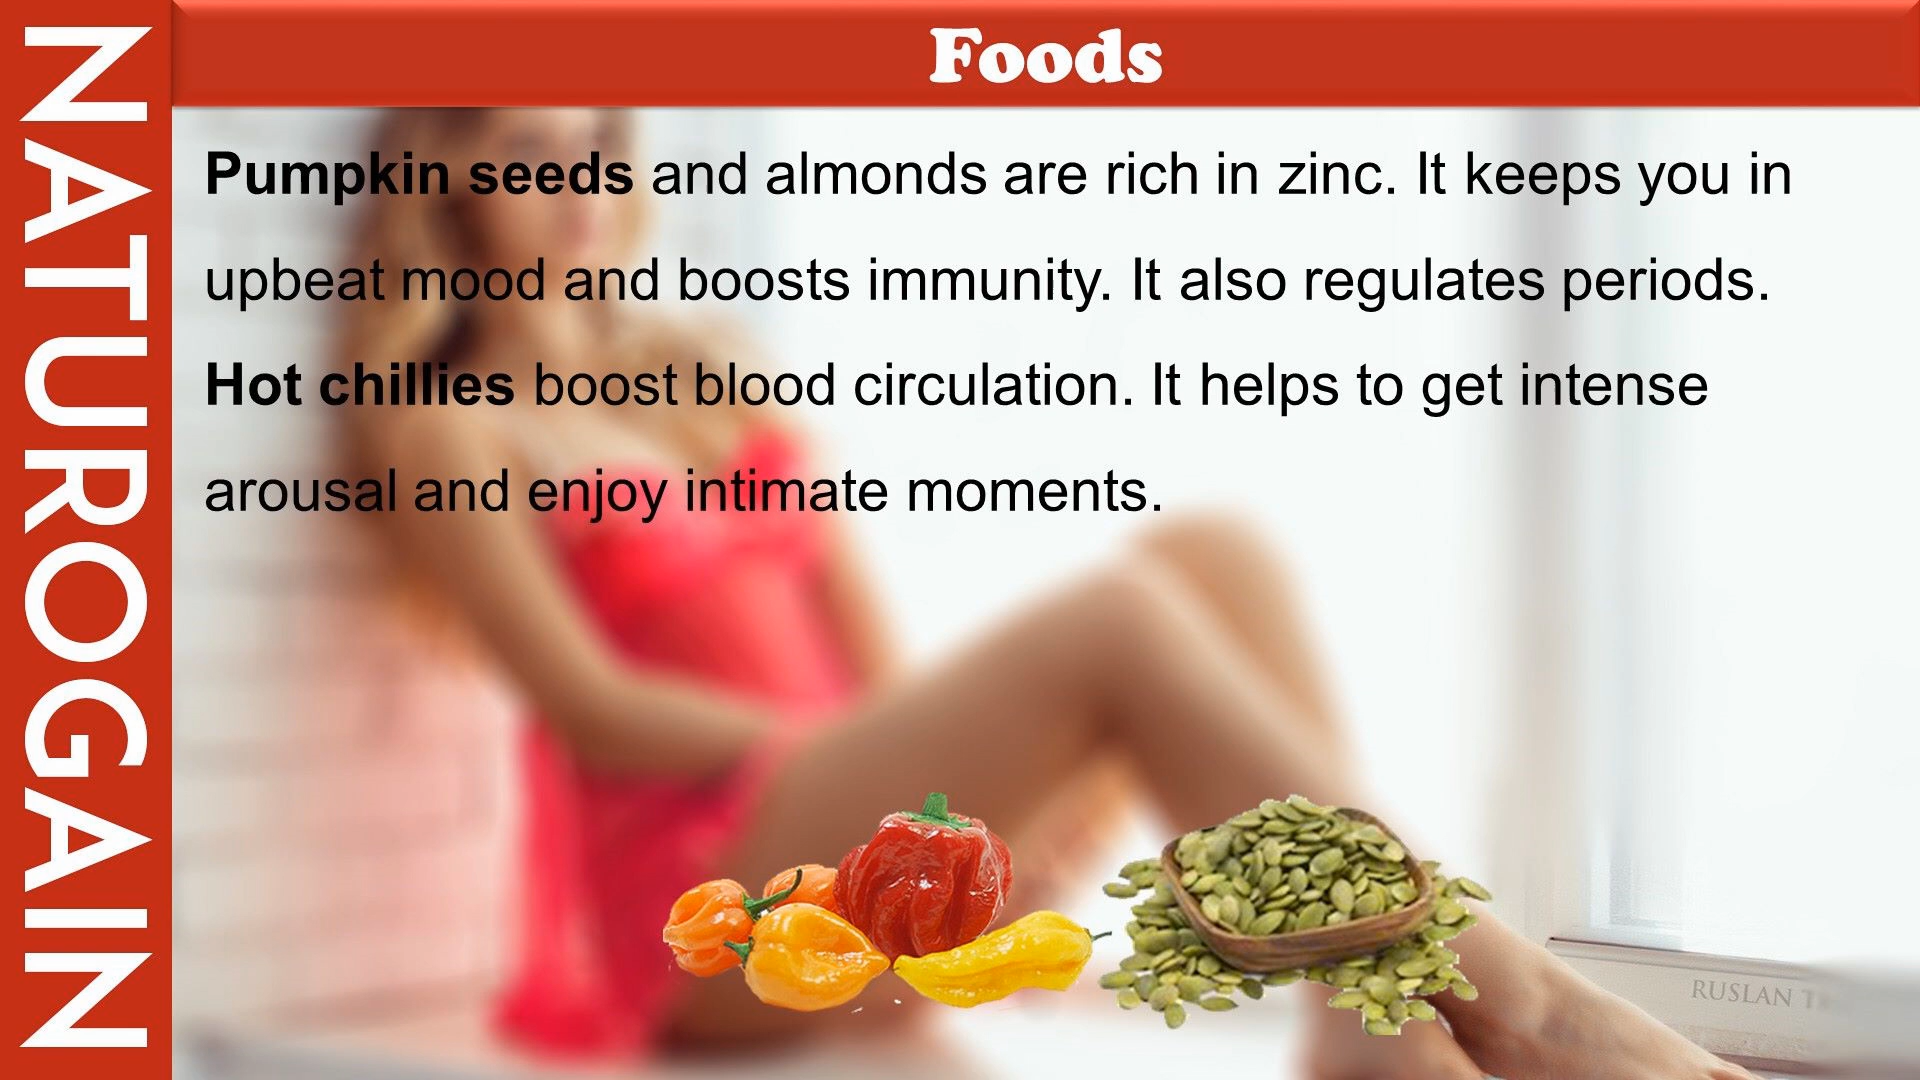 NATUROGAIN
Foods
Pumpkin seeds and almonds are rich in zinc. It keeps you in
upbeat mood and boosts immunity. It also regulates periods.
Hot chillies boost blood circulation. It helps to get intense
arousal and enjoy intimate moments.
RUSLAN